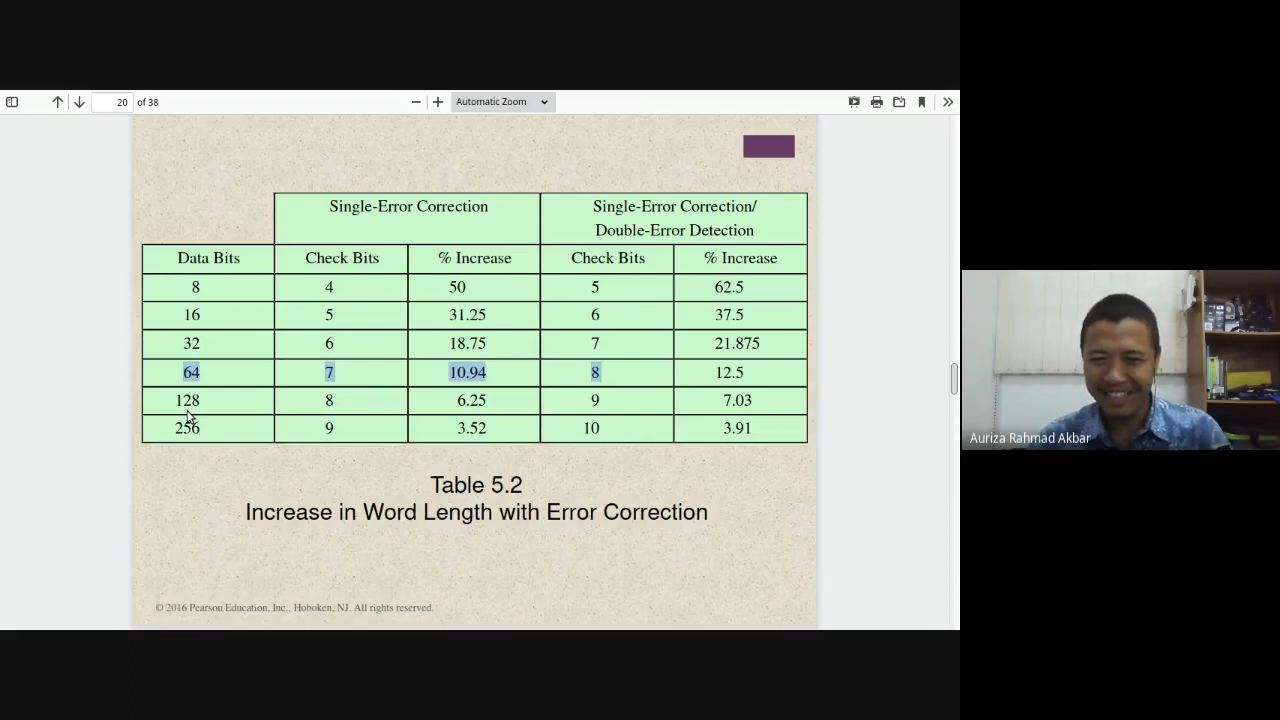 20 of 38 Automatic Zoom
Single-Error Correction Single-Error Correction/
Double-Error Detection
Data Bits Check Bits % Increase Check Bits % Increase
8 4 50 5 62.5
16 5 31.25 6 37.5
32 6 18.75 7 21.875
64 7 10.94 8 12.5
128 8 6.25 9 7.03
256 9 3.52 10 3.91
Table 5.2
Increase in Word Length with Error Correction
© 2016 Pearson Education, Inc., Hoboken, NJ. All rights reserved.
Auriza Rahmad Akbar